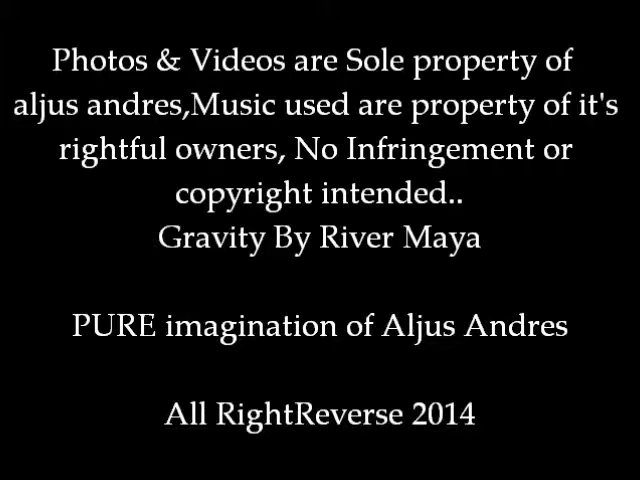 Photos & Videos are Sole property of
aljus andres,Music used are property of it's
rightful owners, No Infringement or
copyright intended..
Gravity By River Maya
PURE imagination of Aljus Andres
All RightReverse 2014